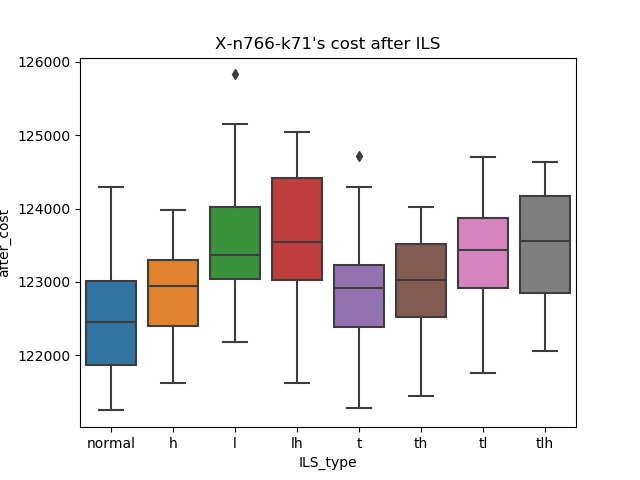 X-n766-k71's cost after ILS
126000
125000
124000
123000
122000
after_cost
normal h l lh t th tl tlh
ILS_type